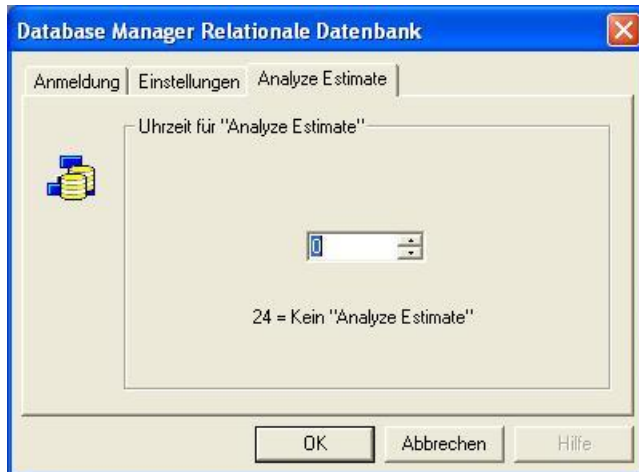 Database Manager Relationale Datenbank
Anmeldung Einstellungen Analyze Estimate
Uhrzeit für "Analyze Estimate"
0
24 = Kein "Analyze Estimate"
OK Abbrechen Hilfe